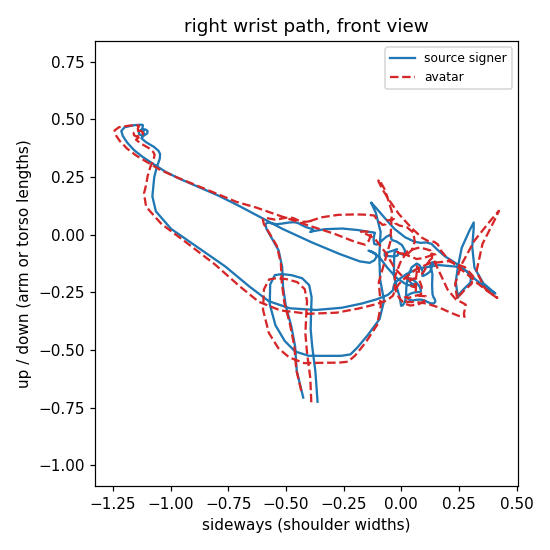 right wrist path, front view
source signer
avatar
up / down (arm or torso lengths)
0.75
0.50
0.25
0.00
−0.25
−0.50
−0.75
−1.00
−1.25 −1.00 −0.75 −0.50 −0.25 0.00 0.25 0.50
sideways (shoulder widths)